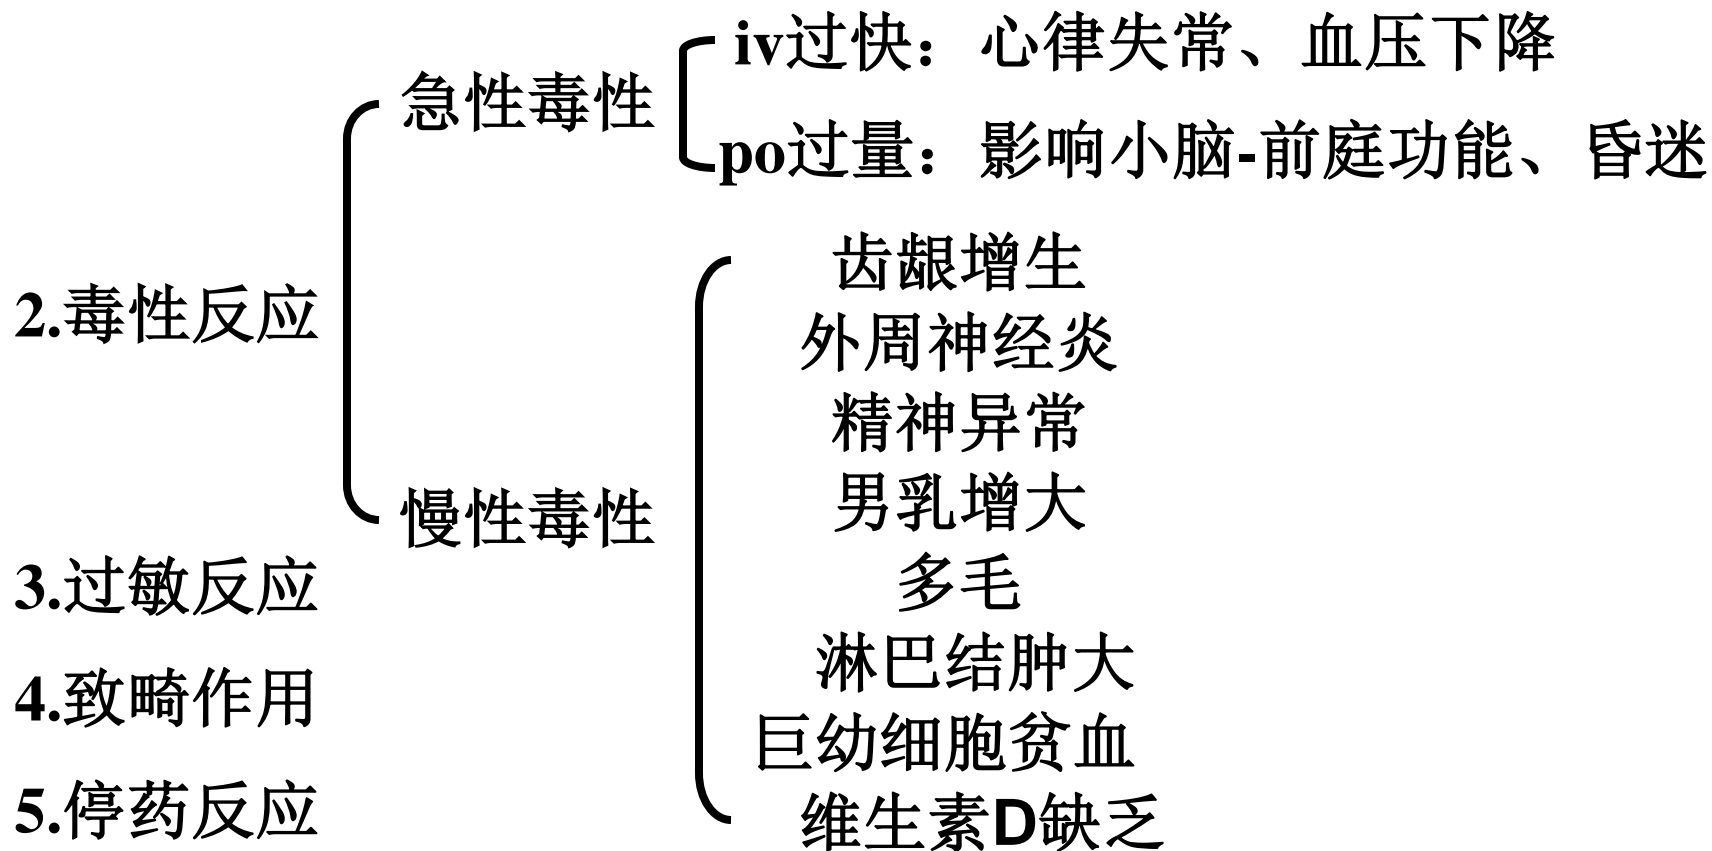 2.毒性反应
急性毒性
iv过快：心律失常、血压下降
po过量：影响小脑-前庭功能、昏迷
慢性毒性
齿龈增生
外周神经炎
精神异常
男乳增大
多毛
淋巴结肿大
巨幼细胞贫血
维生素D缺乏
3.过敏反应
4.致畸作用
5.停药反应